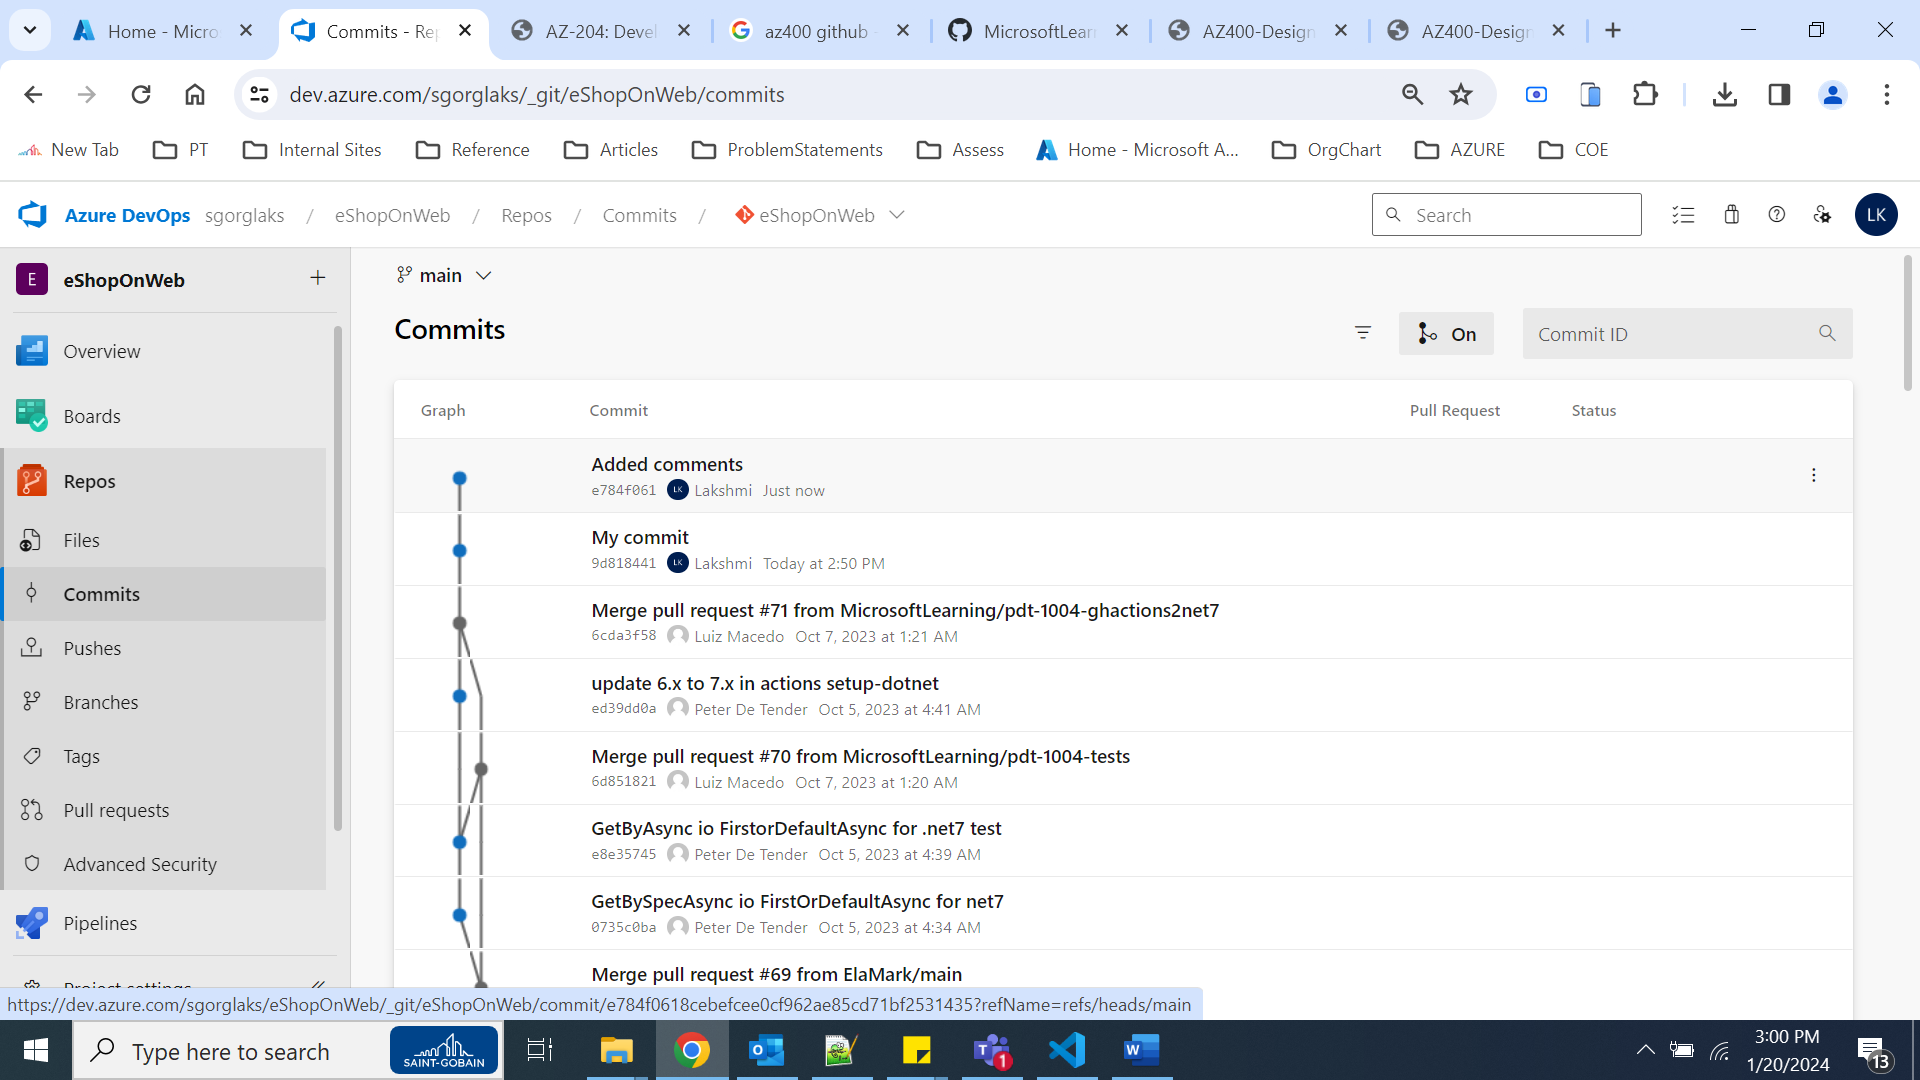 Home - Micro
Commits - Rep
AZ-204: Devel
az400 github -
MicrosoftLearn
AZ400-Design
AZ400-Design
dev.azure.com/sgorglaks/_git/eShopOnWeb/commits
New Tab
PT
Internal Sites
Reference
Articles
ProblemStatements
Assess
Home - Microsoft A...
OrgChart
AZURE
COE
Azure DevOps
sgorglaks / eShopOnWeb / Repos / Commits / eShopOnWeb
Search
LK
E eShopOnWeb
Overview
Boards
Repos
Files
Commits
Pushes
Branches
Tags
Pull requests
Advanced Security
Pipelines
Project settings
main
Commits
On
Commit ID
Graph Commit Pull Request Status
Added comments
e784f061 LK Lakshmi Just now
My commit
9d818441 LK Lakshmi Today at 2:50 PM
Merge pull request #71 from MicrosoftLearning/pdt-1004-ghactions2net7
6cda3f58 Luiz Macedo Oct 7, 2023 at 1:21 AM
update 6.x to 7.x in actions setup-dotnet
ed39dd0a Peter De Tender Oct 5, 2023 at 4:41 AM
Merge pull request #70 from MicrosoftLearning/pdt-1004-tests
6d851821 Luiz Macedo Oct 7, 2023 at 1:20 AM
GetByAsync io FirstorDefaultAsync for .net7 test
e8e35745 Peter De Tender Oct 5, 2023 at 4:39 AM
GetBySpecAsync io FirstOrDefaultAsync for net7
0735c0ba Peter De Tender Oct 5, 2023 at 4:34 AM
Merge pull request #69 from ElaMark/main
https://dev.azure.com/sgorglaks/eShopOnWeb/_git/eShopOnWeb/commit/e784f0618cebefcee0cf962ae85cd71bf2531435?refName=refs/heads/main
Type here to search
SAINT-GOBAIN
1
3:00 PM
1/20/2024
13